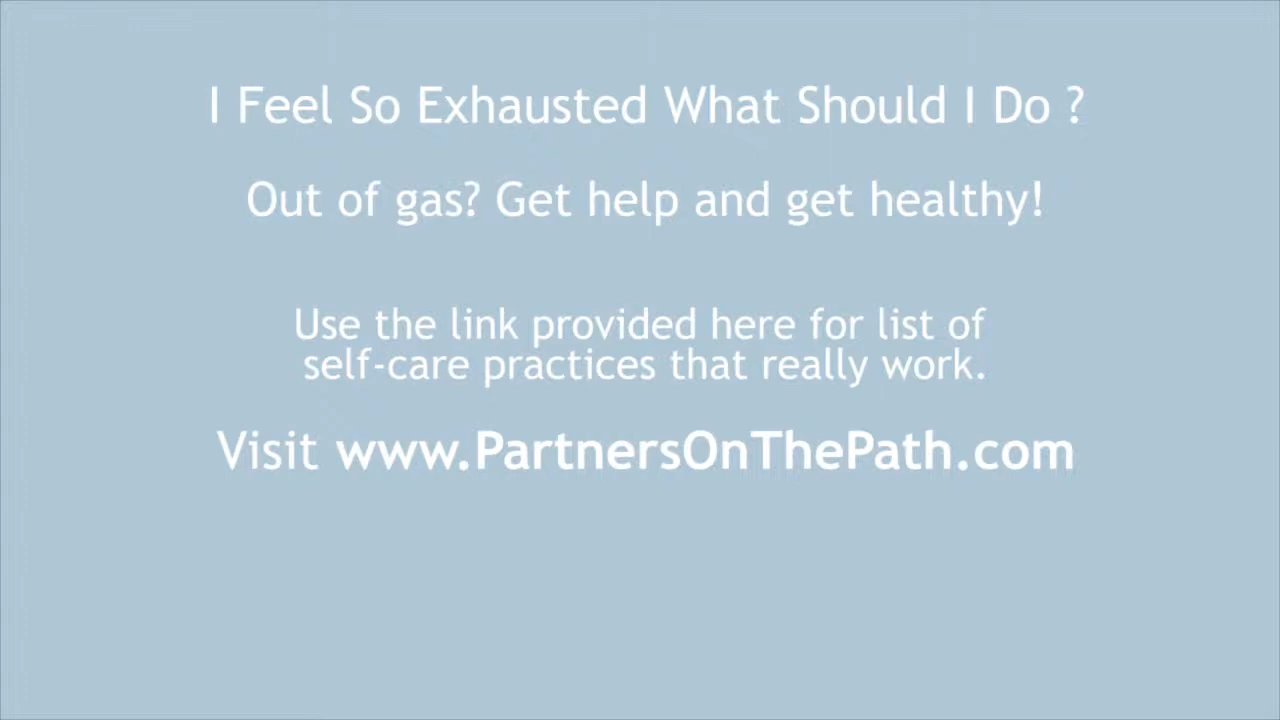 I Feel So Exhausted What Should I Do ?
Out of gas? Get help and get healthy!
Use the link provided here for list of
self-care practices that really work.
Visit www.PartnersOnThePath.com